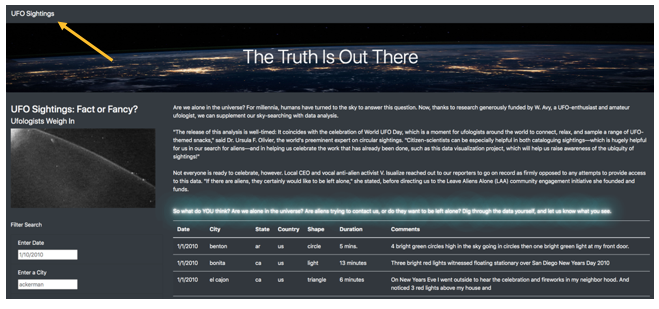 UFO Sightings
The Truth Is Out There
UFO Sightings: Fact or Fancy?
Ufologists Weigh In
Are we alone in the universe? For millennia, humans have turned to the sky to answer this question. Now, thanks to research generously funded by W. Avy, a UFO-enthusiast and amateur
ufologist, we can supplement our sky-searching with data analysis.
"The release of this analysis is well-timed: It coincides with the celebration of World UFO Day, which is a moment for ufologists around the world to connect, relax, and sample a range of UFO-
themed snacks," said Dr. Ursula F. Olivier, the world's preeminent expert on circular sightings. "Citizen-scientists can be especially helpful in both cataloguing sightings—which is hugely helpful
for us in our search for aliens—and in helping us celebrate the work that has already been done, such as this data visualization project, which will help us raise awareness of the ubiquity of
sightings!"
Not everyone is ready to celebrate, however. Local CEO and vocal anti-alien activist V. Isualize reached out to our reporters to go on record as firmly opposed to any attempts to provide access
to this data. "If there are aliens, they certainly would like to be left alone," she stated, before directing us to the Leave Aliens Alone (LAA) community engagement initiative she founded and
funds.
So what do YOU think? Are we alone in the universe? Are aliens trying to contact us, or do they want to be left alone? Dig through the data yourself, and let us know what you see.
Filter Search
Enter Date
1/10/2010
Enter a City
ackerman
Date City State Country Shape Duration Comments
1/1/2010 benton ar us circle 5 mins. 4 bright green circles high in the sky going in circles then one bright green light at my front door.
1/1/2010 bonita ca us light 13 minutes Three bright red lights witnessed floating stationary over San Diego New Years Day 2010
1/1/2010 el cajon ca us triangle 6 minutes On New Years Eve I went outside to hear the celebration and fireworks in my neighbor hood. And
noticed 3 red lights above my house and